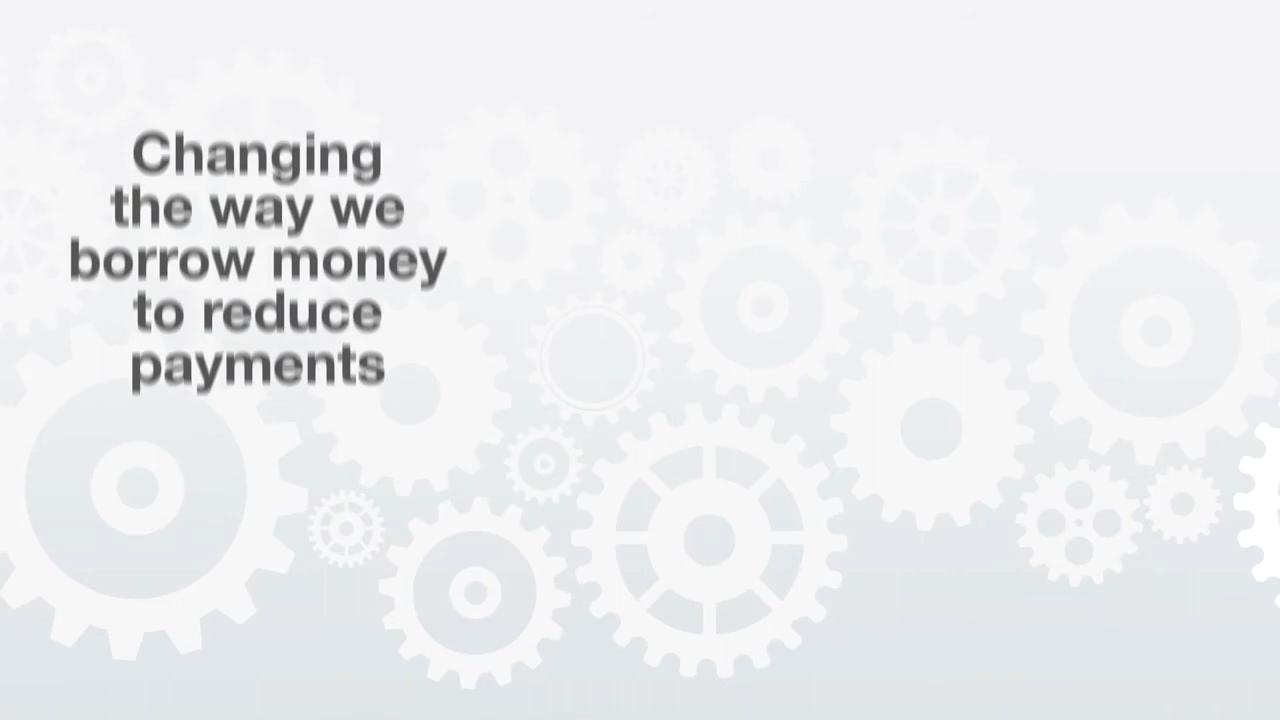 Changing
the way we
borrow money
to reduce
payments